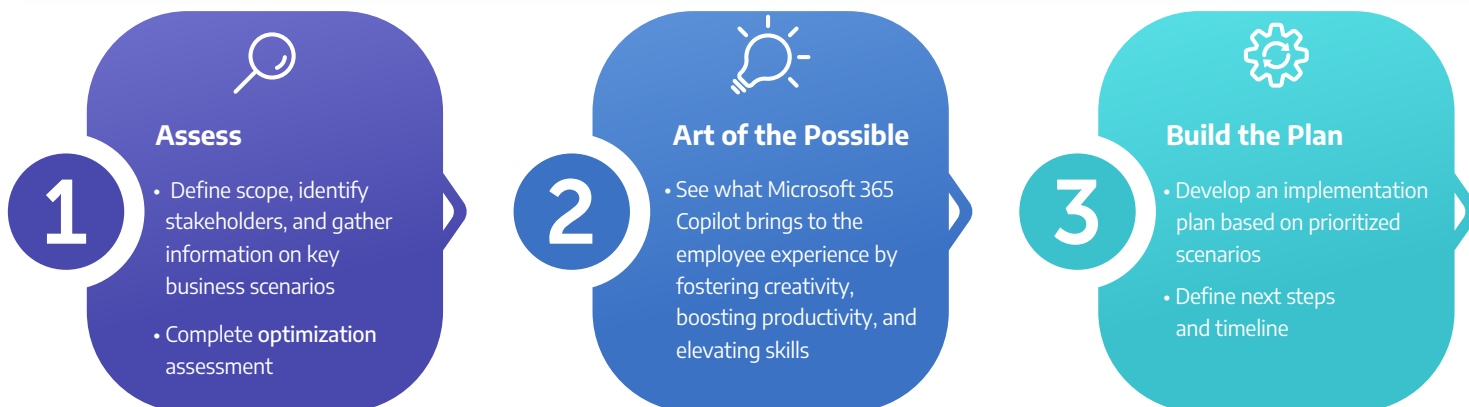 1
Assess
• Define scope, identify
stakeholders, and gather
information on key
business scenarios
• Complete optimization
assessment
2
Art of the Possible
• See what Microsoft 365
Copilot brings to the
employee experience by
fostering creativity,
boosting productivity, and
elevating skills
3
Build the Plan
• Develop an implementation
plan based on prioritized
scenarios
• Define next steps
and timeline